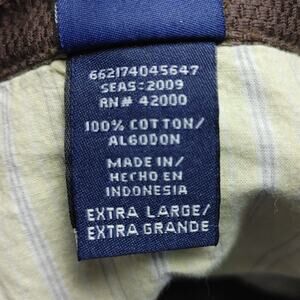 662174045647
SEAS: 2009
RN# 42000
100% COTTON/
ALGODON
MADE IN/
HECHO EN
INDONESIA
EXTRA LARGE/
EXTRA GRANDE